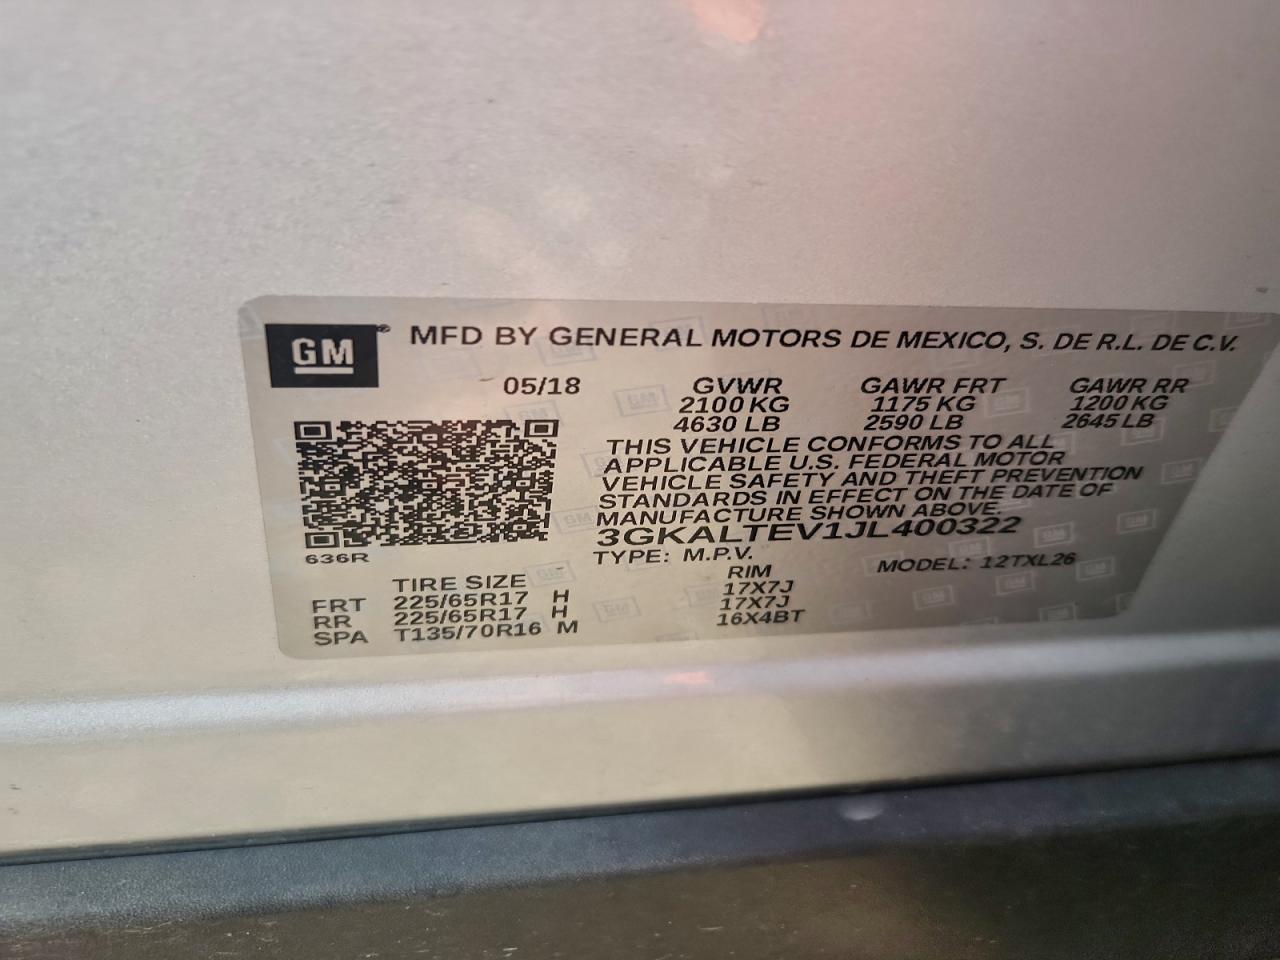 GM® MFD BY GENERAL MOTORS DE MEXICO, S. DE R.L. DE C.V.
05/18 GVWR GAWR FRT GAWR RR
2100 KG 1175 KG 1200 KG
4630 LB 2590 LB 2645 LB
THIS VEHICLE CONFORMS TO ALL
APPLICABLE U.S. FEDERAL MOTOR
VEHICLE SAFETY AND THEFT PREVENTION
STANDARDS IN EFFECT ON THE DATE OF
MANUFACTURE SHOWN ABOVE.
3GKALTEV1JL400322
636R TYPE: M.P.V. MODEL: 12TXL26
TIRE SIZE RIM
FRT 225/65R17 H 17X7J
RR 225/65R17 H 17X7J
SPA T135/70R16 M 16X4BT